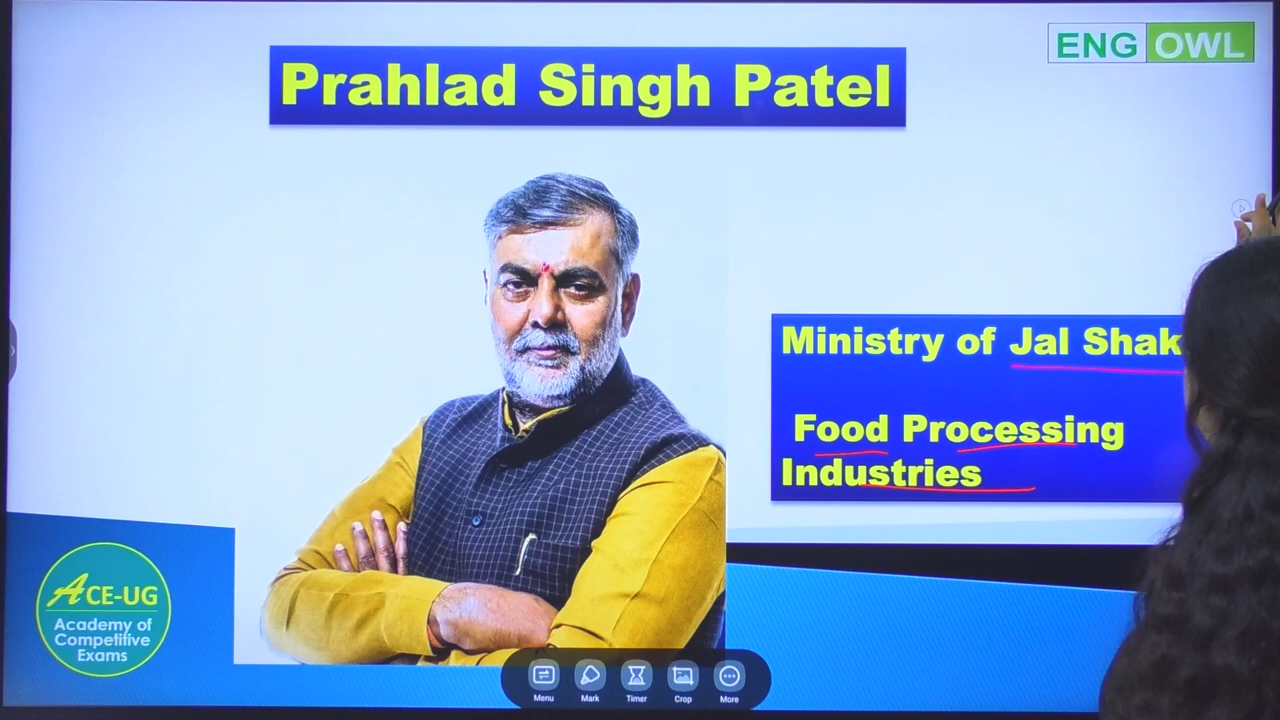 ENG OWL
Prahlad Singh Patel
Ministry of Jal Shak
Food Processing
Industries
ACE-UG
Academy of
Competitive
Exams
Menu Mark Timer Crop More